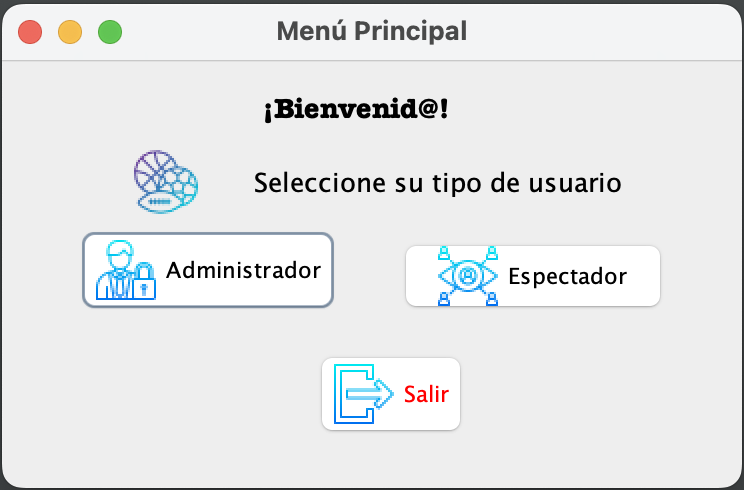 Menú Principal
¡Bienvenid@!
Seleccione su tipo de usuario
Administrador
Espectador
Salir